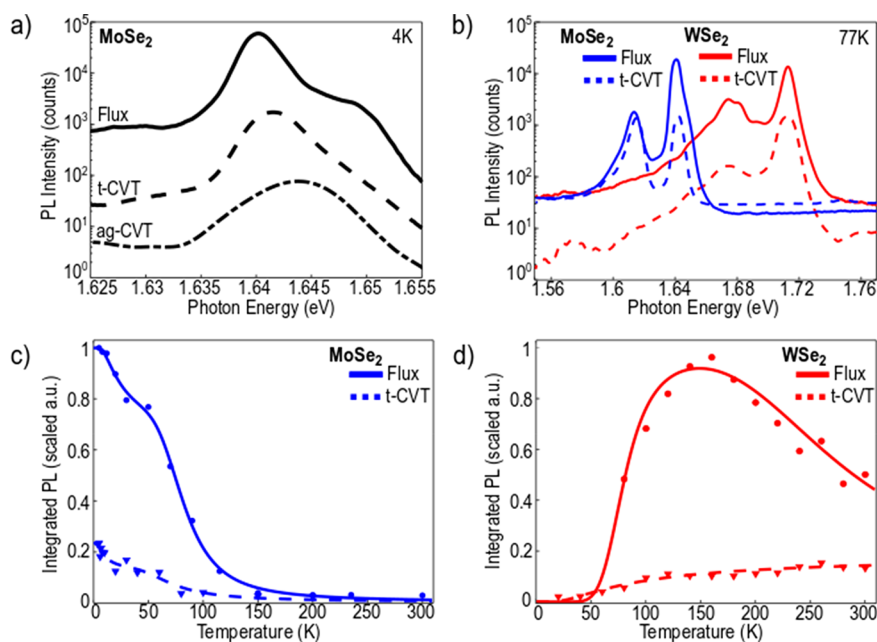 a)
MoSe2
4K
PL Intensity (counts)
10^5
10^4
10^3
10^2
10^1
10^0
Flux
t-CVT
ag-CVT
1.625 1.63 1.635 1.64 1.645 1.65 1.655
Photon Energy (eV)
b)
MoSe2 WSe2
77K
Flux Flux
t-CVT t-CVT
PL Intensity (counts)
10^5
10^4
10^3
10^2
10^1
10^0
1.56 1.6 1.64 1.68 1.72 1.76
Photon Energy (eV)
c)
MoSe2
Flux
t-CVT
Integrated PL (scaled a.u.)
1
0.8
0.6
0.4
0.2
0
0 50 100 150 200 250 300
Temperature (K)
d)
WSe2
Flux
t-CVT
Integrated PL (scaled a.u.)
1
0.8
0.6
0.4
0.2
0
0 50 100 150 200 250 300
Temperature (K)